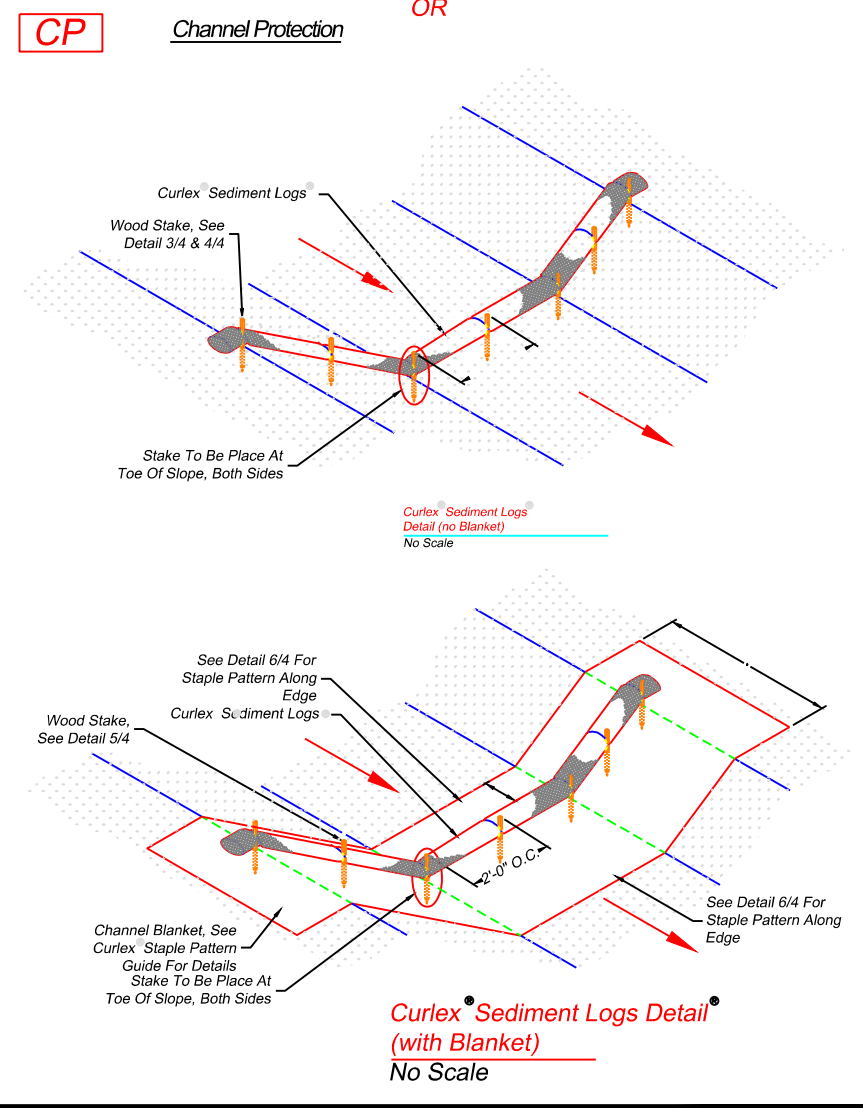 OR
CP
Channel Protection
Curlex® Sediment Logs®
Wood Stake, See
Detail 3/4 & 4/4
Stake To Be Place At
Toe Of Slope, Both Sides
Curlex® Sediment Logs®
Detail (no Blanket)
No Scale
See Detail 6/4 For
Staple Pattern Along
Edge
Curlex® Sediment Logs®
Wood Stake,
See Detail 5/4
2'-0" O.C.
See Detail 6/4 For
Staple Pattern Along
Edge
Channel Blanket, See
Curlex® Staple Pattern
Guide For Details
Stake To Be Place At
Toe Of Slope, Both Sides
Curlex® Sediment Logs Detail®
(with Blanket)
No Scale